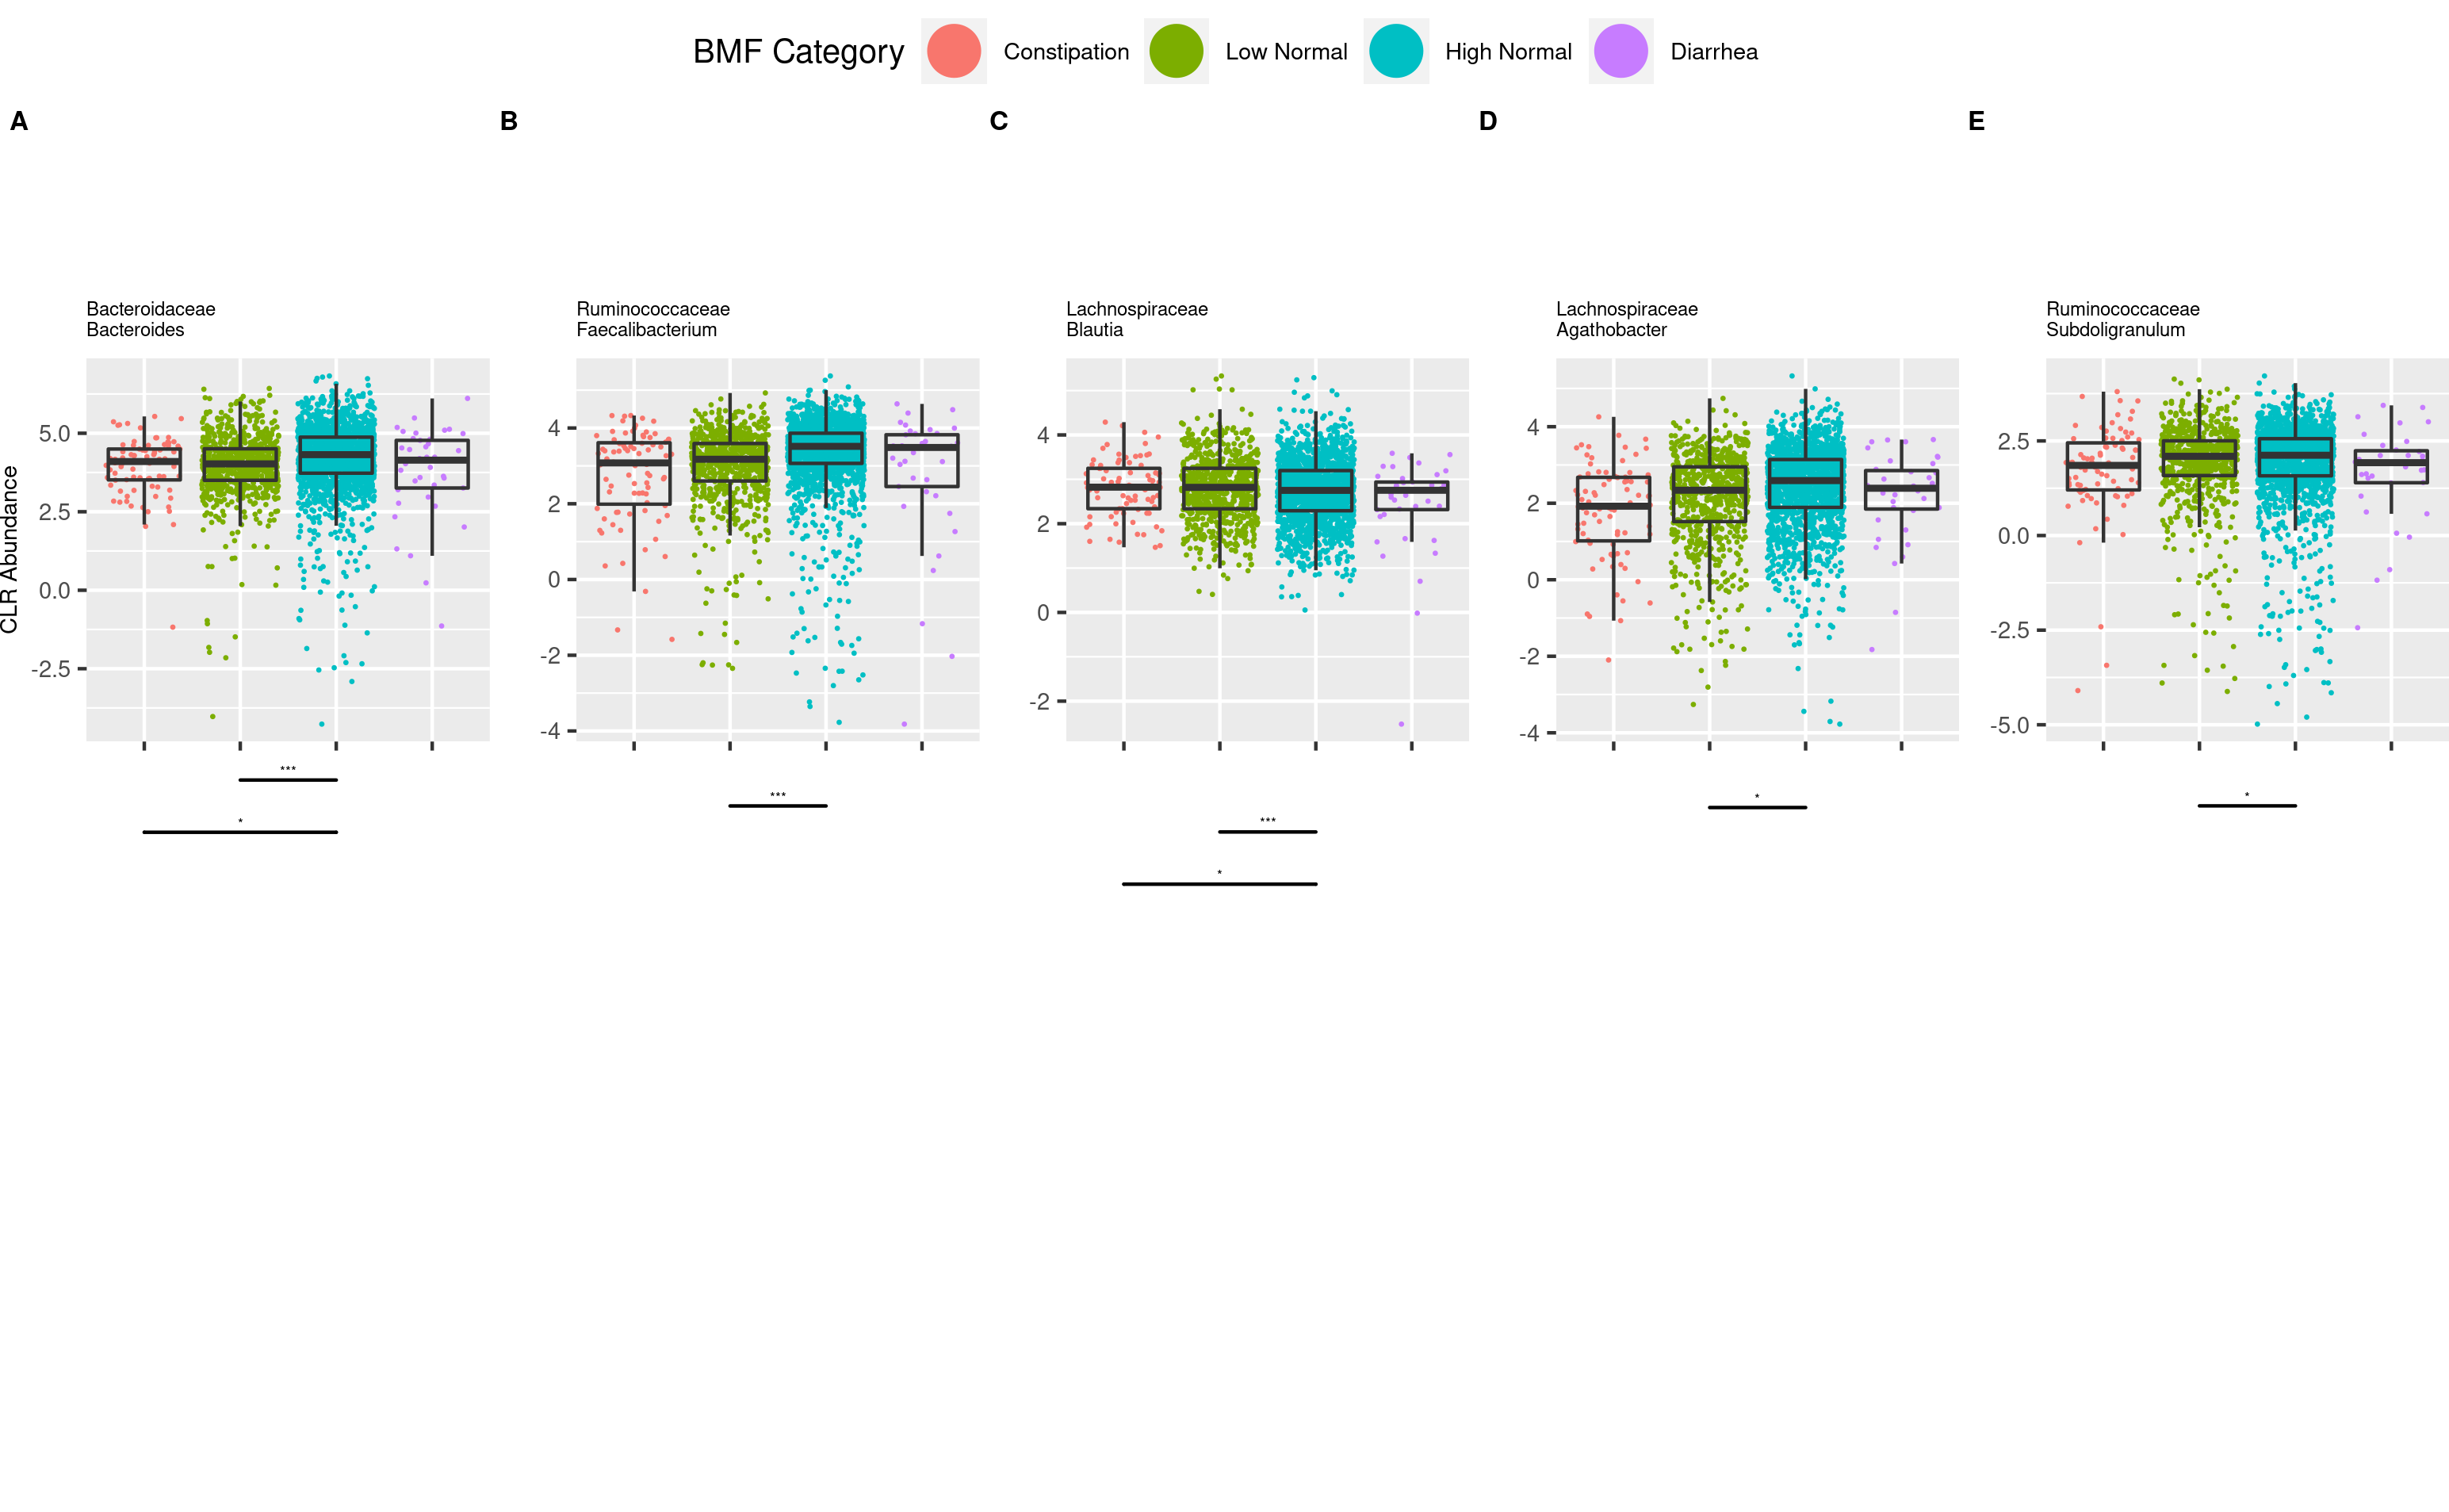 BMF Category Constipation Low Normal High Normal Diarrhea
A B C D E
Bacteroidaceae
Bacteroides
Ruminococcaceae
Faecalibacterium
Lachnospiraceae
Blautia
Lachnospiraceae
Agathobacter
Ruminococcaceae
Subdoligranulum
CLR Abundance
5.0
2.5
0.0
-2.5
4
2
0
-2
-4
4
2
0
-2
4
2
0
-2
-4
2.5
0.0
-2.5
-5.0
***
*
***
***
*
*
*